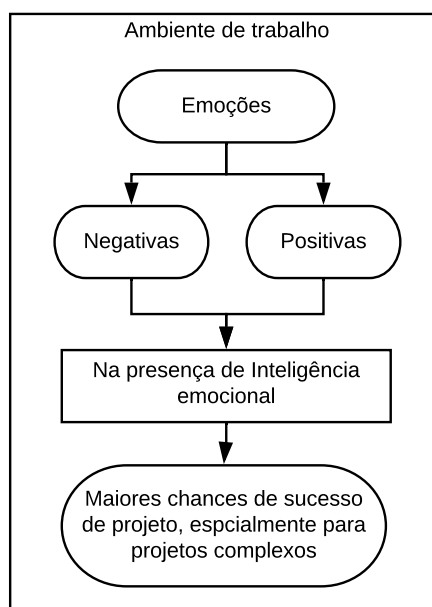 Ambiente de trabalho
Emoções
Negativas
Positivas
Na presença de Inteligência
emocional
Maiores chances de sucesso
de projeto, espcialmente para
projetos complexos